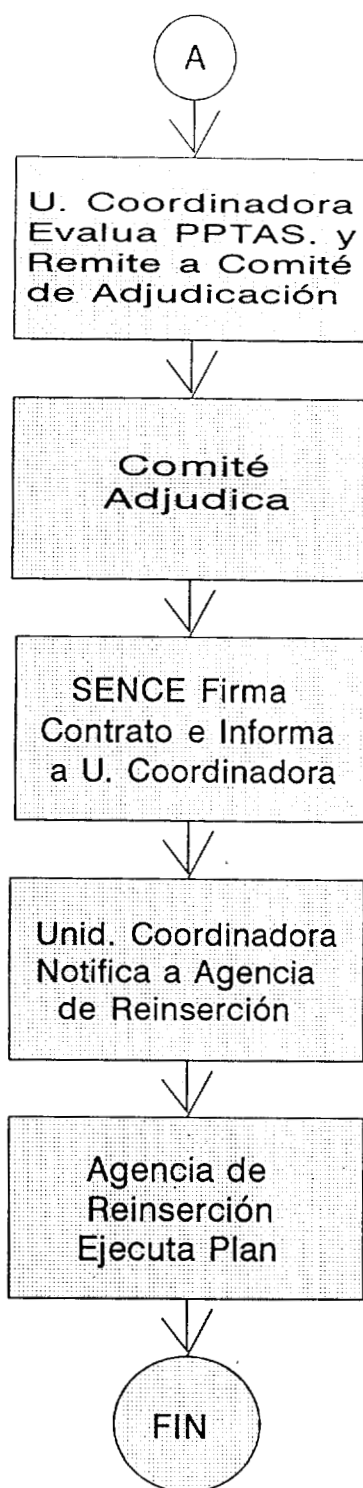 A
U. Coordinadora
Evalua PPTAS. y
Remite a Comité
de Adjudicación
Comité
Adjudica
SENCE Firma
Contrato e Informa
a U. Coordinadora
Unid. Coordinadora
Notifica a Agencia
de Reinserción
Agencia de
Reinserción
Ejecuta Plan
FIN